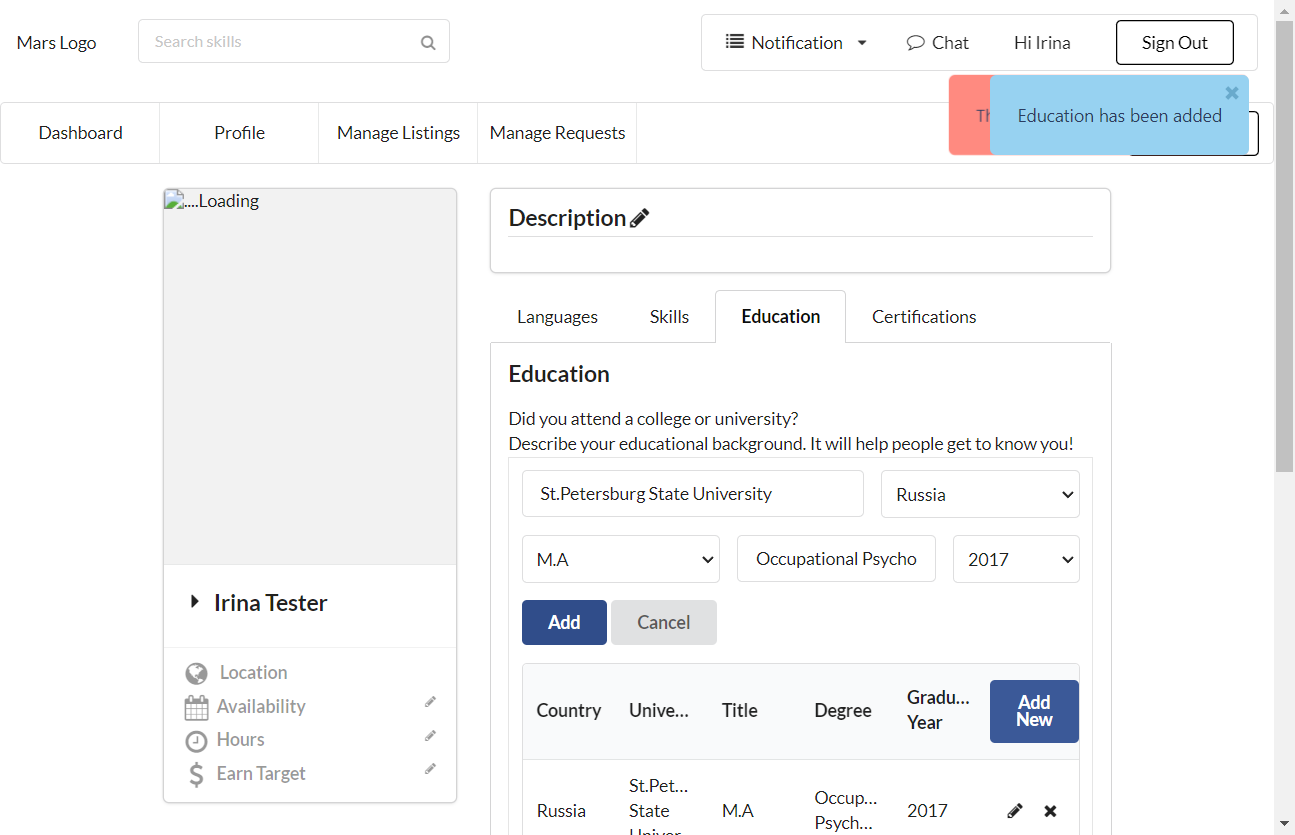 Mars Logo
Search skills
Notification
Chat
Hi Irina
Sign Out
Education has been added
Dashboard
Profile
Manage Listings
Manage Requests
....Loading
Description
Languages
Skills
Education
Certifications
Education
Did you attend a college or university?
Describe your educational background. It will help people get to know you!
St.Petersburg State University
Russia
M.A
Occupational Psycho
2017
Add
Cancel
Irina Tester
Location
Availability
Hours
Earn Target
Country
Unive...
Title
Degree
Gradu...
Year
Add
New
Russia
St.Pet...
State
Univer
M.A
Occup...
Psych...
2017